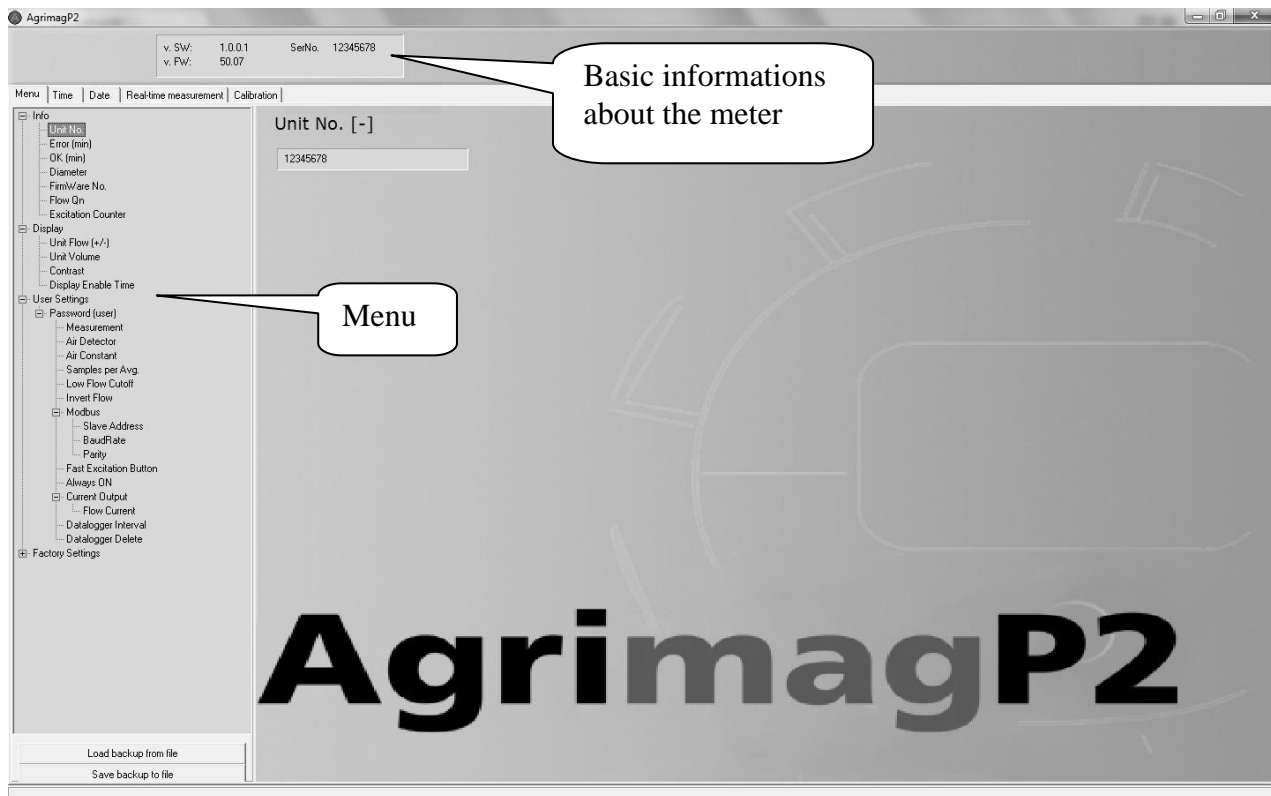 AgrimagP2
v. SW: 1.0.0.1 SerNo. 12345678
v. FW: 50.07
Basic informations
about the meter
Menu Time Date Real-time measurement Calibration
Info
Unit No.
Error (min)
OK (min)
Diameter
FirmWare No.
Flow Qn
Excitation Counter
Display
Unit Flow (+/-)
Unit Volume
Contrast
Display Enable Time
User Settings
Password (user)
Measurement
Air Detector
Air Constant
Samples per Avg.
Low Flow Cutoff
Invert Flow
Modbus
Slave Address
BaudRate
Parity
Fast Excitation Button
Always ON
Current Output
Flow Current
Datalogger Interval
Datalogger Delete
Factory Settings
Load backup from file
Save backup to file
Unit No. [-]
12345678
Menu
AgrimagP2